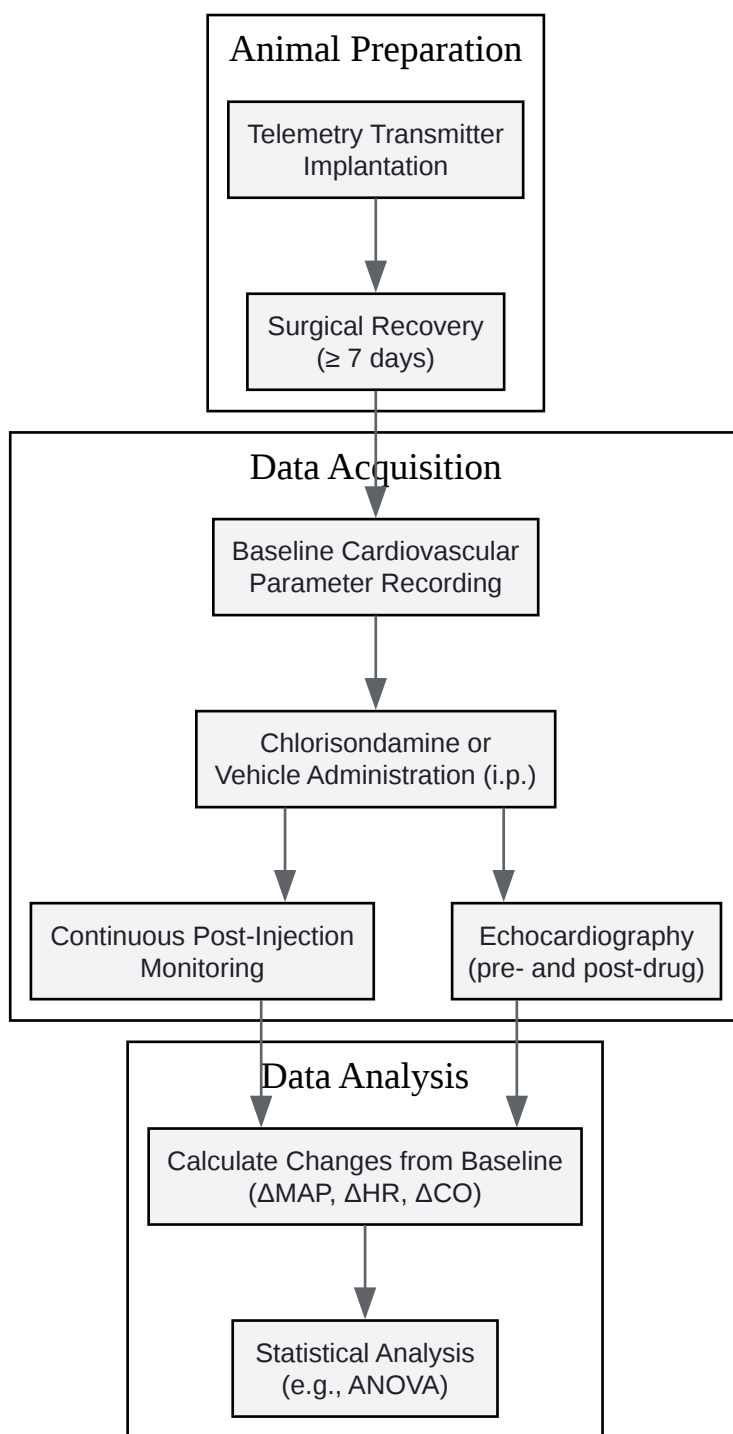 Animal Preparation
Telemetry Transmitter
Implantation
Surgical Recovery
(≥ 7 days)
Data Acquisition
Baseline Cardiovascular
Parameter Recording
Chlorisondamine or
Vehicle Administration (i.p.)
Continuous Post-Injection
Monitoring
Echocardiography
(pre- and post-drug)
Data Analysis
Calculate Changes from Baseline
(ΔMAP, ΔHR, ΔCO)
Statistical Analysis
(e.g., ANOVA)